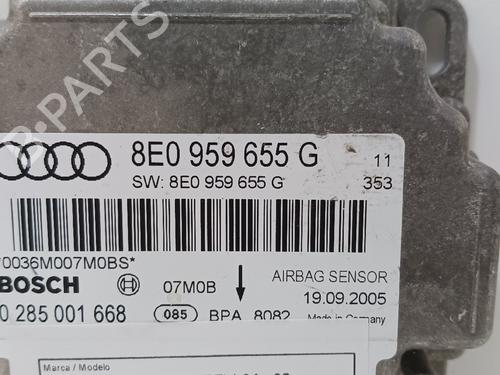 B-PARTS
8E0 959 655 G
11
SW: 8E0 959 655 G
353
0036M007M0BS*
BOSCH
07M0B
AIRBAG SENSOR
19.09.2005
0 285 001 668
085
BPA 8082
Made in Germany
Marca / Modelo